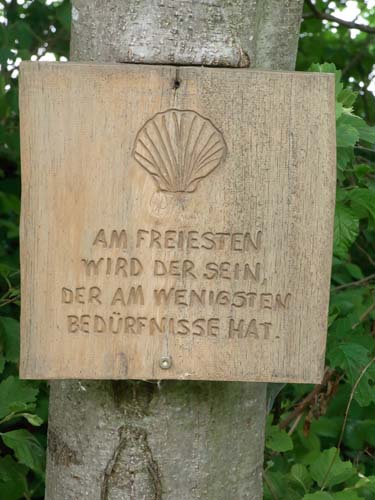 AM FREIESTEN
WIRD DER SEIN,
DER AM WENIGSTEN
BEDÜRFNISSE HAT.